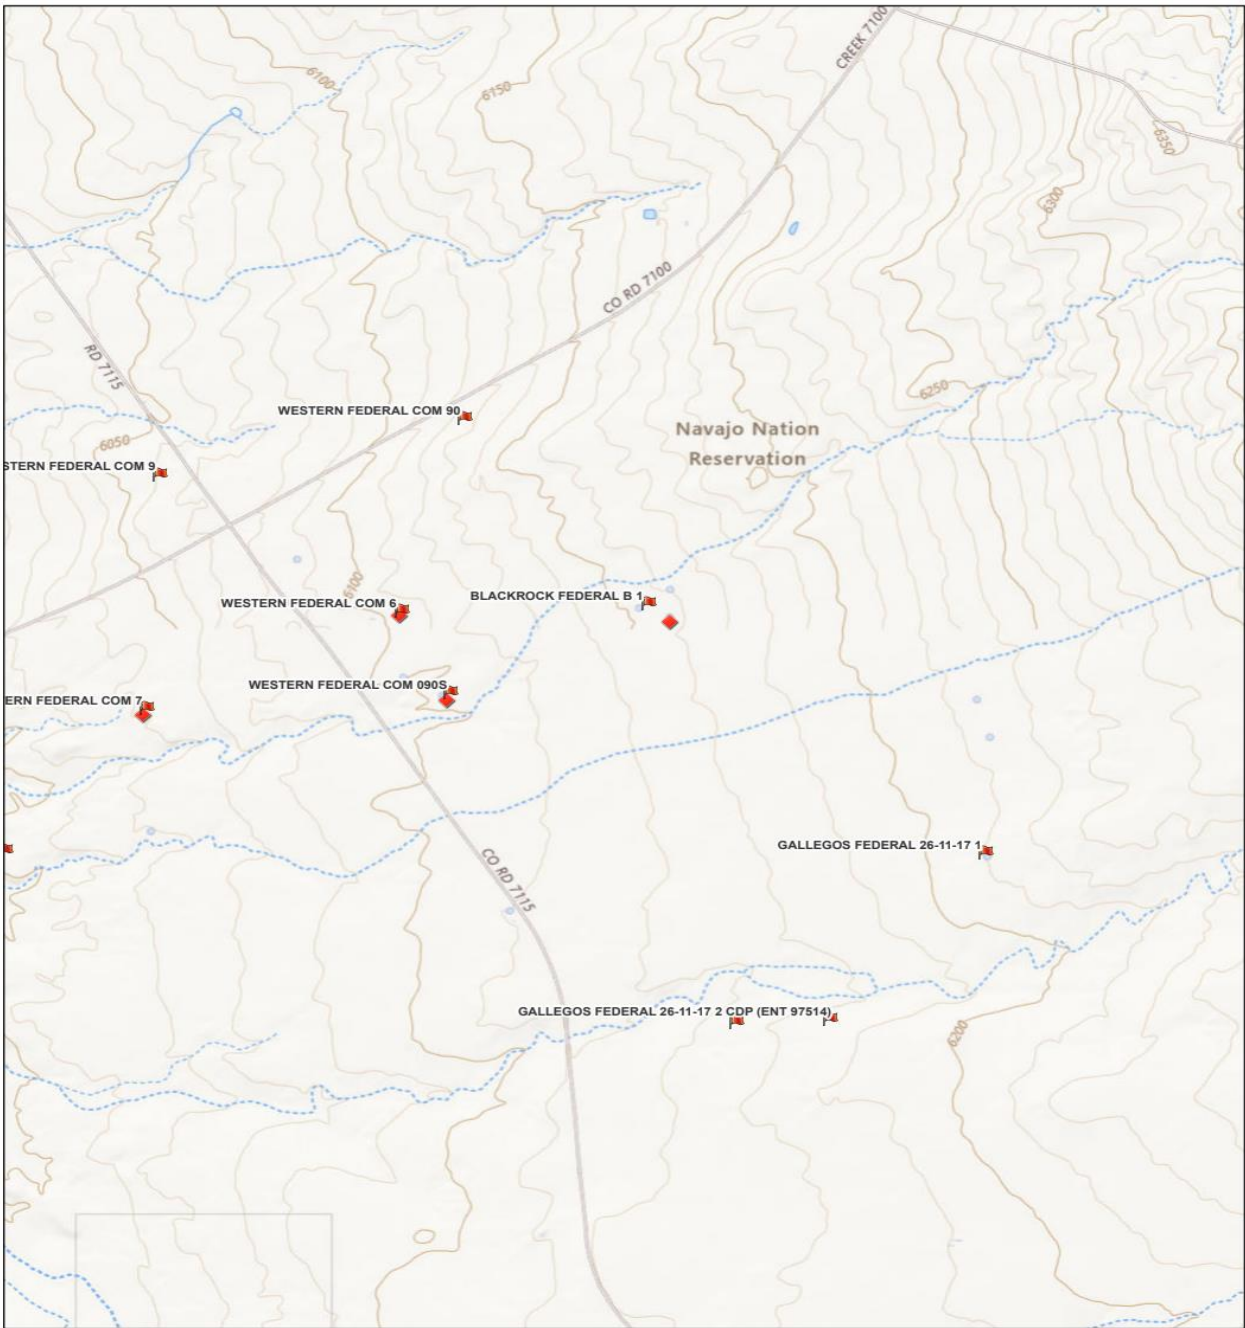 CREEK 7100
6100
6150
6350
6300
CO RD 7100
RD 7115
6250
WESTERN FEDERAL COM 90
Navajo Nation
Reservation
6050
STERN FEDERAL COM 9
6100
BLACKROCK FEDERAL B 1
WESTERN FEDERAL COM 6
WESTERN FEDERAL COM 090S
ERN FEDERAL COM 7
GALLEGOS FEDERAL 26-11-17 1
CO RD 7115
GALLEGOS FEDERAL 26-11-17 2 CDP (ENT 97514)
6200